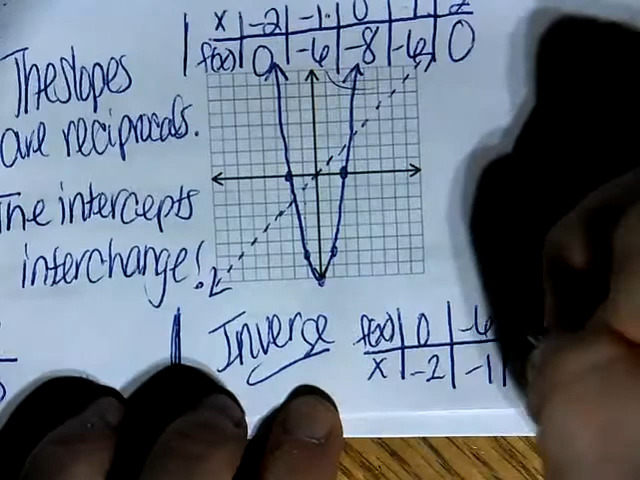 x | -2 | -1 | 0 | 1 | 2
f(x) | 0 | -6 | -8 | -6 | 0
The slopes
are reciprocals.
The intercepts
interchange!
Inverse
f(x) | 0 | -6
x | -2 | -1